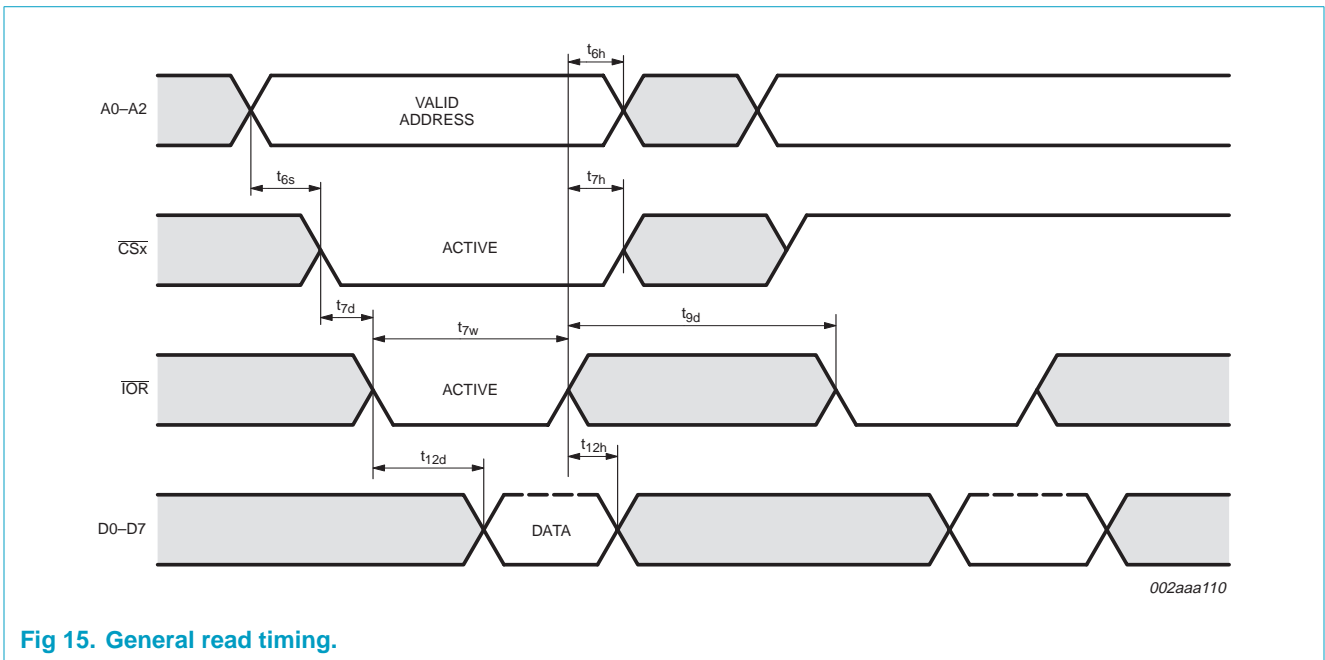 t6h
A0–A2
VALID
ADDRESS
t6s
t7h
CSx
ACTIVE
t7d
t7w
t9d
IOR
ACTIVE
t12d
t12h
D0–D7
DATA
002aaa110
Fig 15. General read timing.